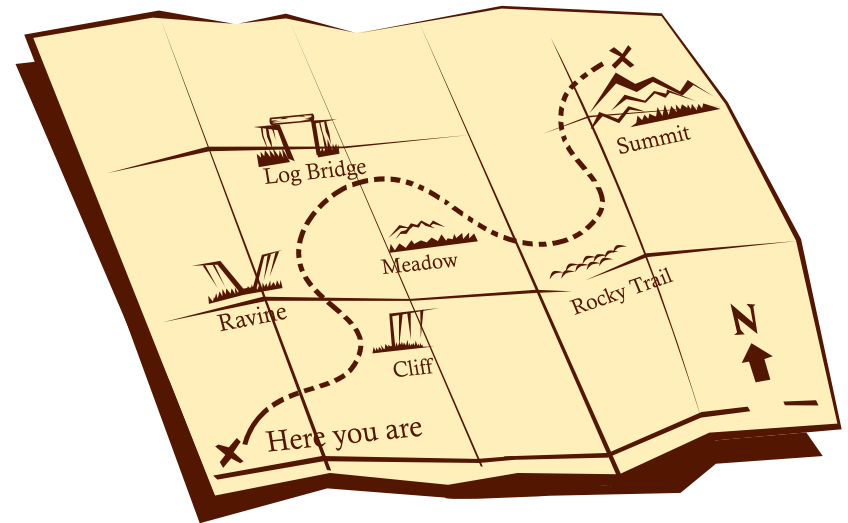 Summit
Log Bridge
Meadow
Rocky Trail
Ravine
N
Cliff
Here you are